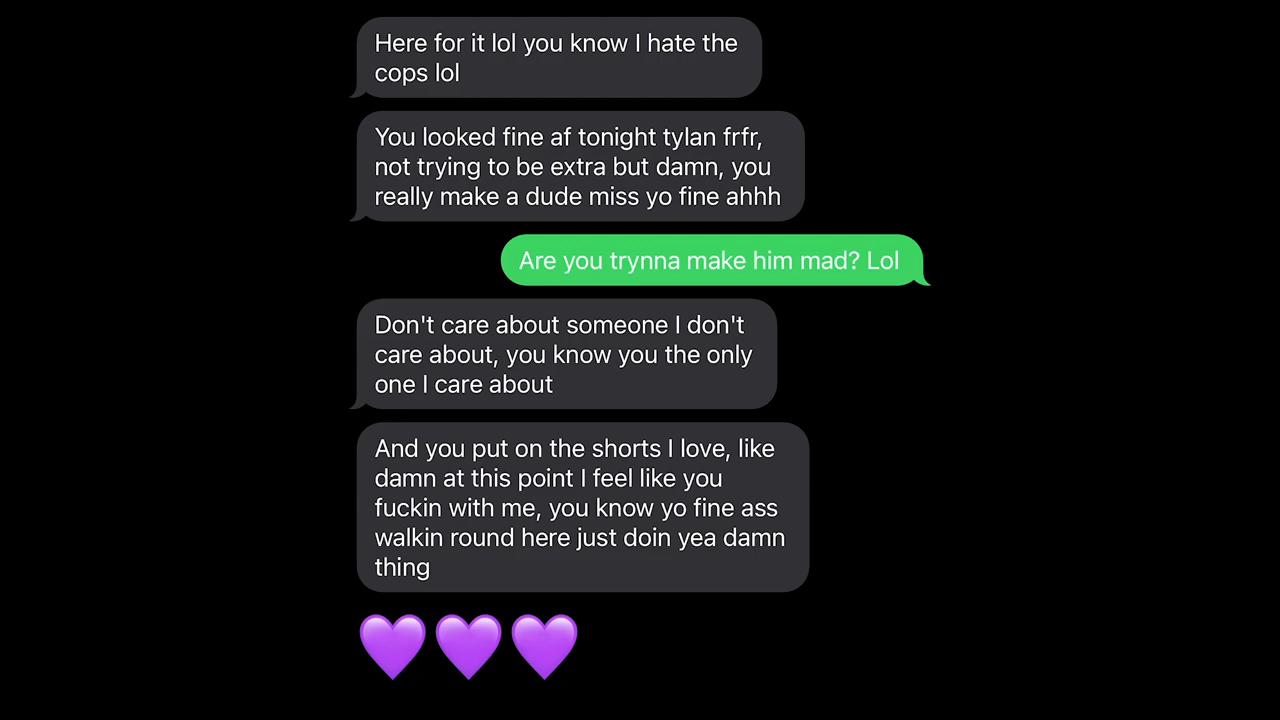 Here for it lol you know I hate the
cops lol
You looked fine af tonight tylan frfr,
not trying to be extra but damn, you
really make a dude miss yo fine ahhh
Are you trynna make him mad? Lol
Don't care about someone I don't
care about, you know you the only
one I care about
And you put on the shorts I love, like
damn at this point I feel like you
fuckin with me, you know yo fine ass
walkin round here just doin yea damn
thing
💜💜💜